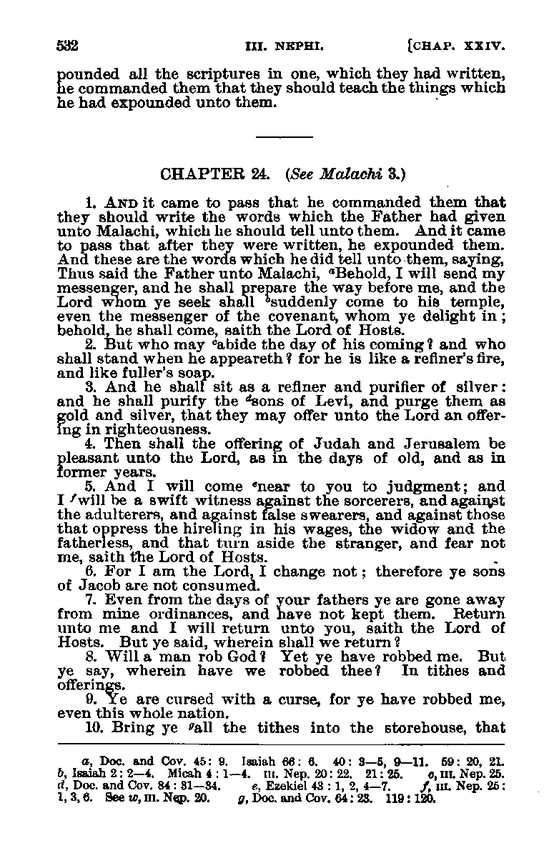 532 III. NEPHI. [CHAP. XXIV.
pounded all the scriptures in one, which they had written,
he commanded them that they should teach the things which
he had expounded unto them.
CHAPTER 24. (See Malachi 3.)
1. AND it came to pass that he commanded them that
they should write the words which the Father had given
unto Malachi, which he should tell unto them. And it came
to pass that after they were written, he expounded them.
And these are the words which he did tell unto them, saying,
Thus said the Father unto Malachi, ᵃBehold, I will send my
messenger, and he shall prepare the way before me, and the
Lord whom ye seek shall ᵇsuddenly come to his temple,
even the messenger of the covenant, whom ye delight in;
behold, he shall come, saith the Lord of Hosts.
2. But who may ᶜabide the day of his coming? and who
shall stand when he appeareth? for he is like a refiner's fire,
and like fuller's soap.
3. And he shall sit as a refiner and purifier of silver:
and he shall purify the ᵈsons of Levi, and purge them as
gold and silver, that they may offer unto the Lord an offer-
ing in righteousness.
4. Then shall the offering of Judah and Jerusalem be
pleasant unto the Lord, as in the days of old, and as in
former years.
5. And I will come ᵉnear to you to judgment; and
I ᶠwill be a swift witness against the sorcerers, and against
the adulterers, and against false swearers, and against those
that oppress the hireling in his wages, the widow and the
fatherless, and that turn aside the stranger, and fear not
me, saith the Lord of Hosts.
6. For I am the Lord, I change not; therefore ye sons
of Jacob are not consumed.
7. Even from the days of your fathers ye are gone away
from mine ordinances, and have not kept them. Return
unto me and I will return unto you, saith the Lord of
Hosts. But ye said, wherein shall we return?
8. Will a man rob God? Yet ye have robbed me. But
ye say, wherein have we robbed thee? In tithes and
offerings.
9. Ye are cursed with a curse, for ye have robbed me,
even this whole nation.
10. Bring ye ᵍall the tithes into the storehouse, that
a, Doc. and Cov. 45: 9. Isaiah 66: 6. 40: 3—5, 9—11. 59: 20, 21.
b, Isaiah 2: 2—4. Micah 4: 1—4. III. Nep. 20: 22. 21: 25. c, III. Nep. 25.
d, Doc. and Cov. 84: 31—34. e, Ezekiel 43: 1, 2, 4—7. f, III. Nep. 25:
1, 3, 6. See w, III. Nep. 20. g, Doc. and Cov. 64: 23. 119: 120.